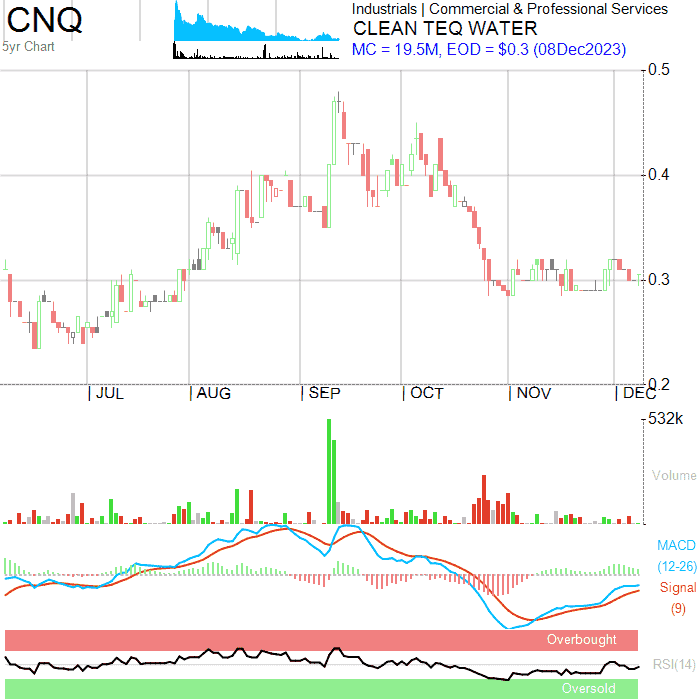 CNQ
5yr Chart
Industrials | Commercial & Professional Services
CLEAN TEQ WATER
MC = 19.5M, EOD = $0.3 (08Dec2023)
0.5
0.4
0.3
0.2
JUL AUG SEP OCT NOV DEC
532k
Volume
MACD
(12-26)
Signal
(9)
Overbought
RSI(14)
Oversold